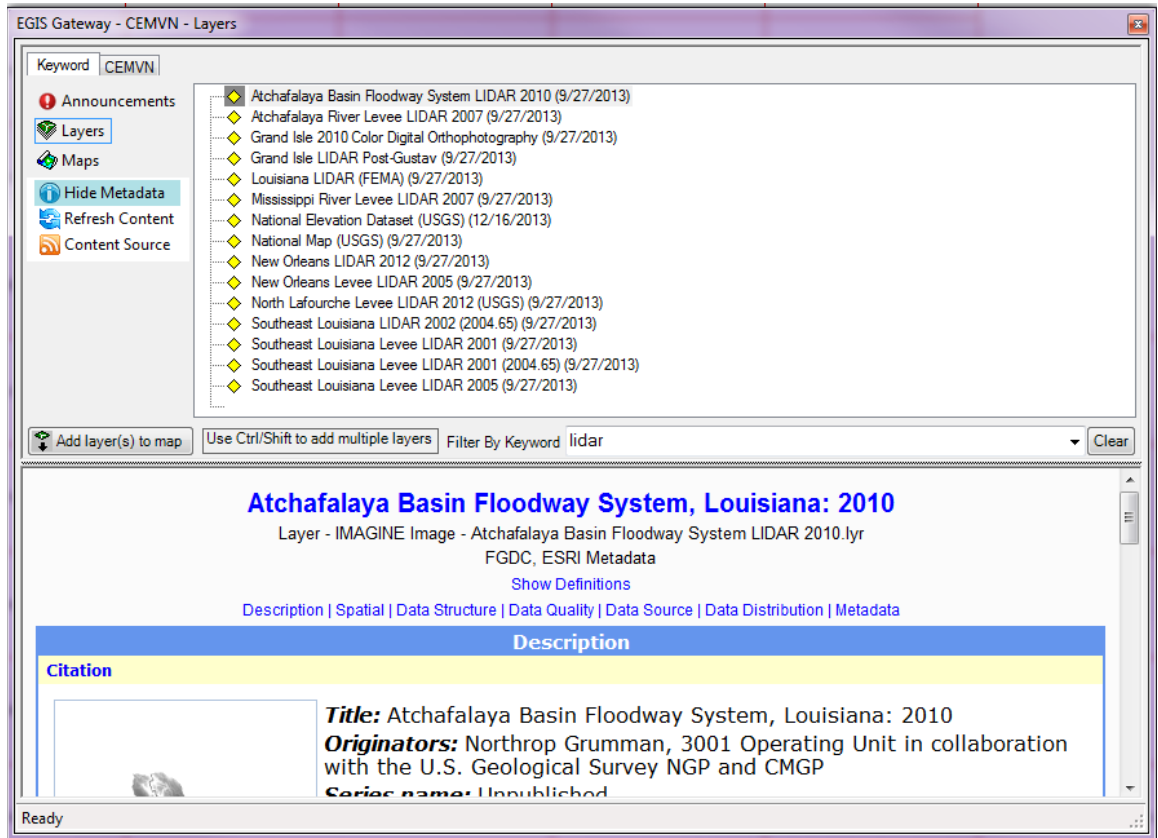 EGIS Gateway - CEMVN - Layers
Keyword CEMVN
Announcements
Layers
Maps
Hide Metadata
Refresh Content
Content Source
Atchafalaya Basin Floodway System LIDAR 2010 (9/27/2013)
Atchafalaya River Levee LIDAR 2007 (9/27/2013)
Grand Isle 2010 Color Digital Orthophotography (9/27/2013)
Grand Isle LIDAR Post-Gustav (9/27/2013)
Louisiana LIDAR (FEMA) (9/27/2013)
Mississippi River Levee LIDAR 2007 (9/27/2013)
National Elevation Dataset (USGS) (12/16/2013)
National Map (USGS) (9/27/2013)
New Orleans LIDAR 2012 (9/27/2013)
New Orleans Levee LIDAR 2005 (9/27/2013)
North Lafourche Levee LIDAR 2012 (USGS) (9/27/2013)
Southeast Louisiana LIDAR 2002 (2004.65) (9/27/2013)
Southeast Louisiana Levee LIDAR 2001 (9/27/2013)
Southeast Louisiana Levee LIDAR 2001 (2004.65) (9/27/2013)
Southeast Louisiana Levee LIDAR 2005 (9/27/2013)
Add layer(s) to map Use Ctrl/Shift to add multiple layers Filter By Keyword lidar Clear
Atchafalaya Basin Floodway System, Louisiana: 2010
Layer - IMAGINE Image - Atchafalaya Basin Floodway System LIDAR 2010.lyr
FGDC, ESRI Metadata
Show Definitions
Description | Spatial | Data Structure | Data Quality | Data Source | Data Distribution | Metadata
Description
Citation
Title: Atchafalaya Basin Floodway System, Louisiana: 2010
Originators: Northrop Grumman, 3001 Operating Unit in collaboration
with the U.S. Geological Survey NGP and CMGP
Series name: Unpublished
Ready